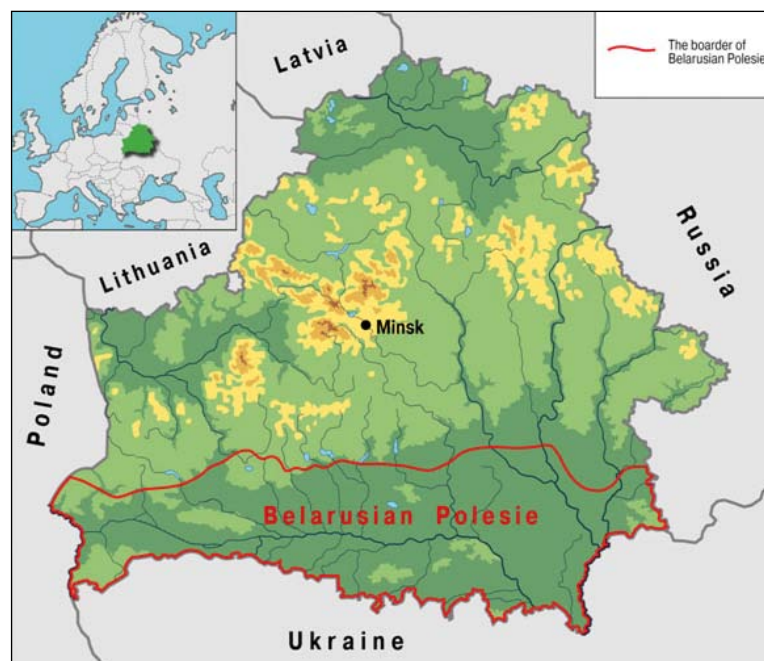 The boarder of
Belarusian Polesie
Latvia
Lithuania
Russia
Minsk
Poland
Belarusian Polesie
Ukraine